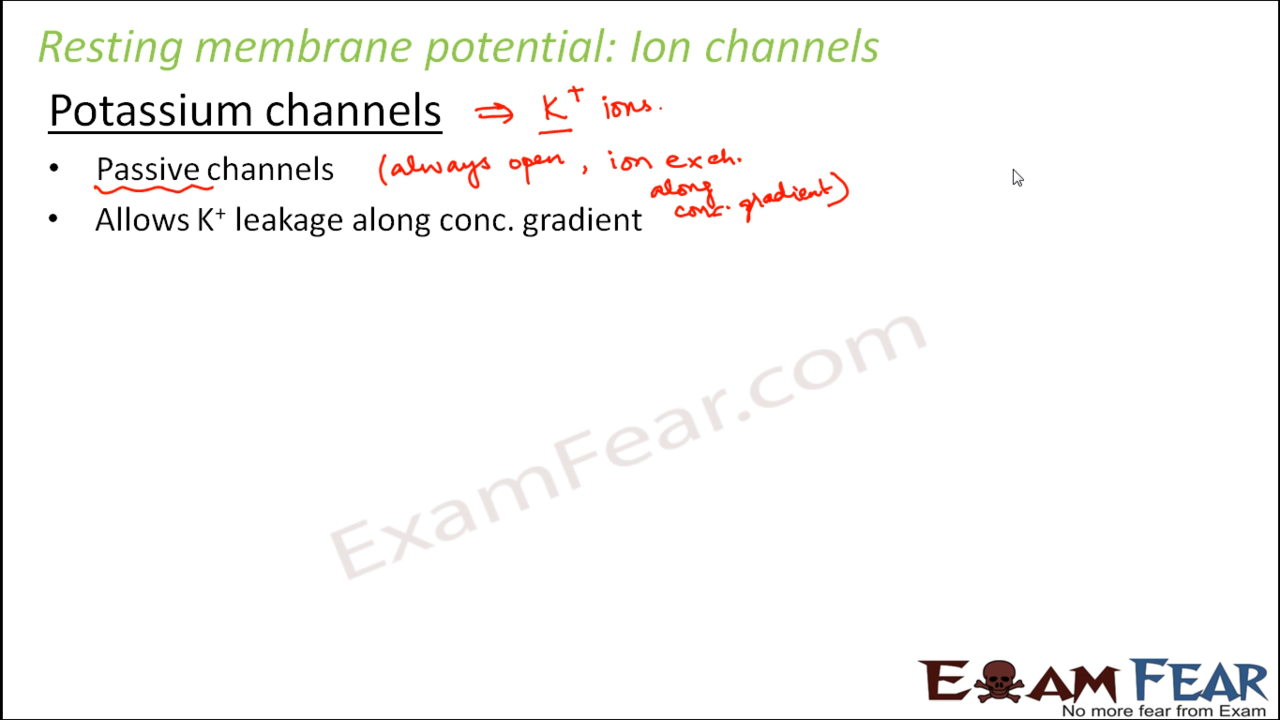 Resting membrane potential: Ion channels
Potassium channels ⇒ K⁺ ions.
• Passive channels (always open, ion exch. along conc. gradient)
• Allows K⁺ leakage along conc. gradient
ExamFear.com
EXAM FEAR
No more fear from Exam